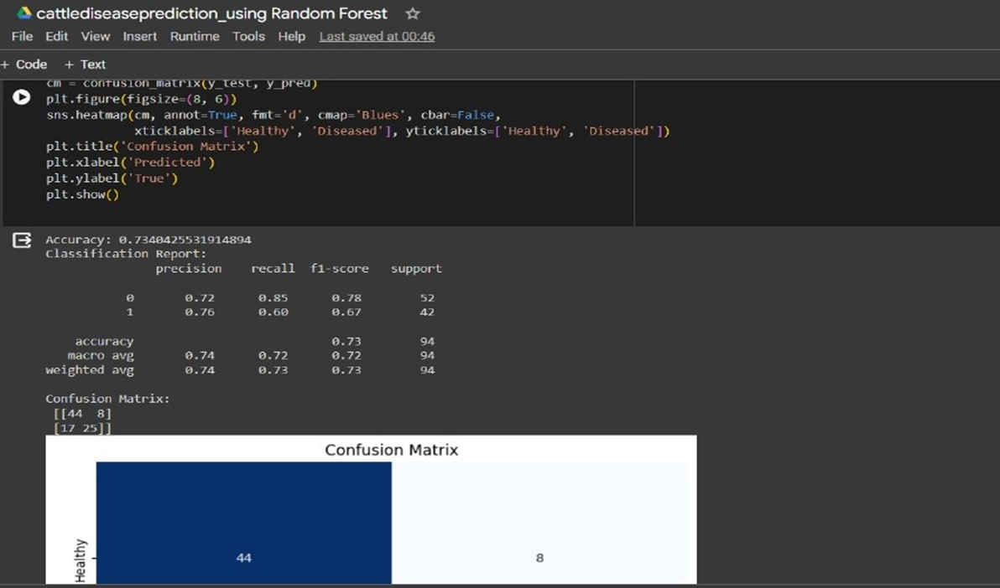 cattlediseaseprediction_using Random Forest ☆
File Edit View Insert Runtime Tools Help Last saved at 00:46
+ Code + Text
cm = confusion_matrix(y_test, y_pred)
plt.figure(figsize=(8, 6))
sns.heatmap(cm, annot=True, fmt='d', cmap='Blues', cbar=False,
xticklabels=['Healthy', 'Diseased'], yticklabels=['Healthy', 'Diseased'])
plt.title('Confusion Matrix')
plt.xlabel('Predicted')
plt.ylabel('True')
plt.show()
Accuracy: 0.7340425531914894
Classification Report:
precision recall f1-score support
0 0.72 0.85 0.78 52
1 0.76 0.60 0.67 42
accuracy 0.73 94
macro avg 0.74 0.72 0.72 94
weighted avg 0.74 0.73 0.73 94
Confusion Matrix:
[[44 8]
[17 25]]
Confusion Matrix
Healthy
44 8